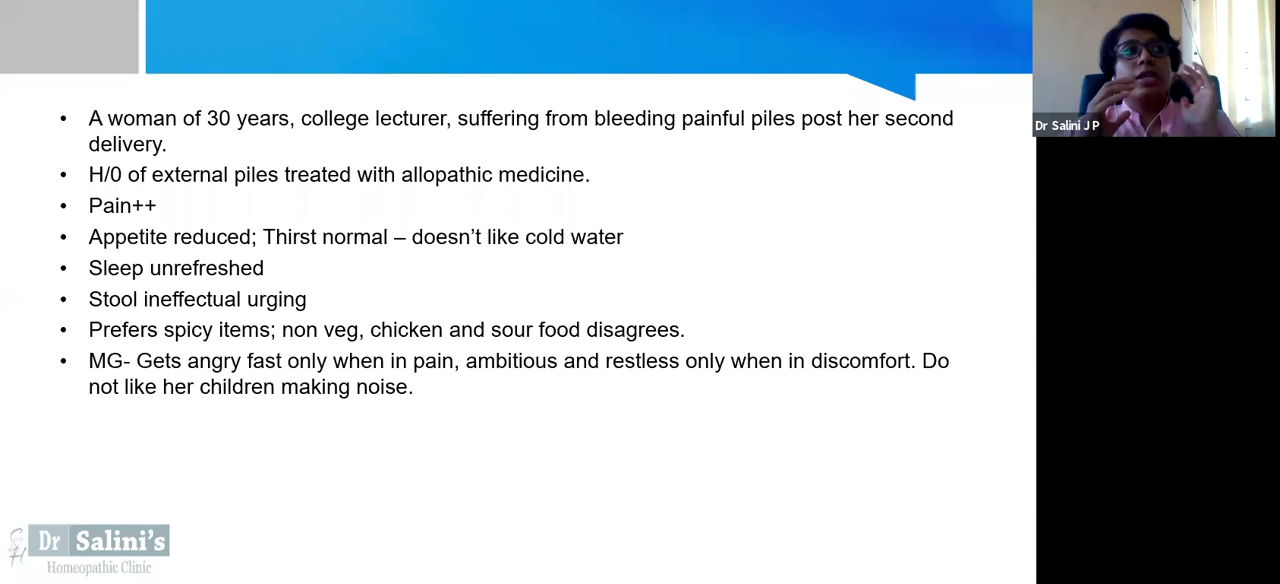 • A woman of 30 years, college lecturer, suffering from bleeding painful piles post her second
delivery.
• H/0 of external piles treated with allopathic medicine.
• Pain++
• Appetite reduced; Thirst normal – doesn't like cold water
• Sleep unrefreshed
• Stool ineffectual urging
• Prefers spicy items; non veg, chicken and sour food disagrees.
• MG- Gets angry fast only when in pain, ambitious and restless only when in discomfort. Do
not like her children making noise.
Dr Salini J P
Dr Salini's
Homeopathic Clinic